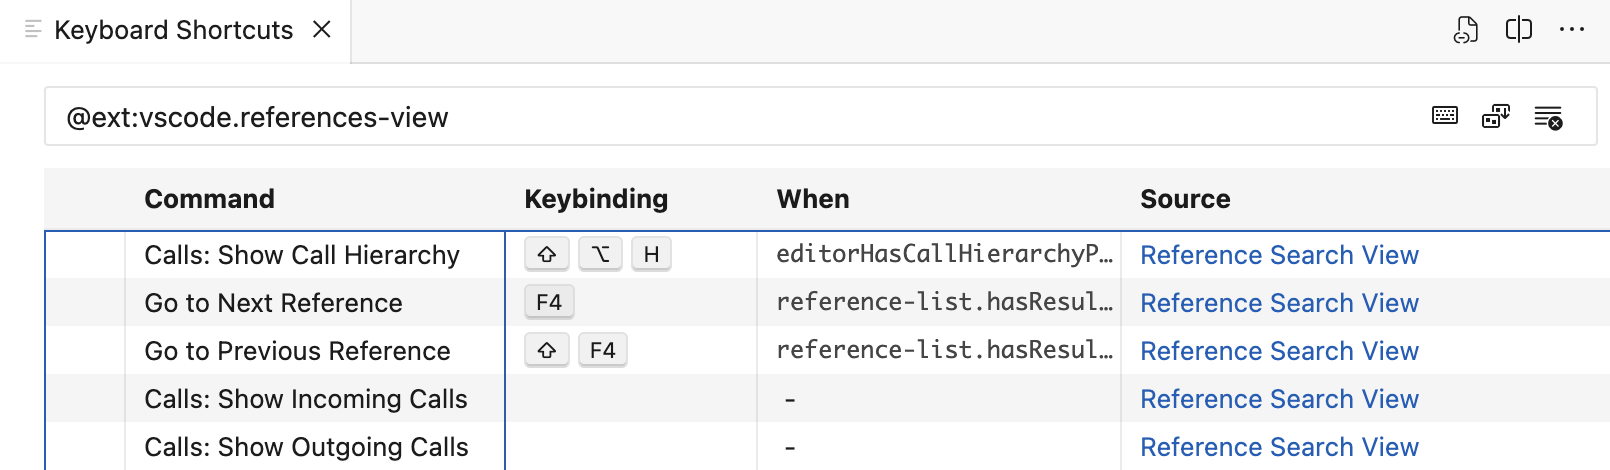 Keyboard Shortcuts
@ext:vscode.references-view
Command Keybinding When Source
Calls: Show Call Hierarchy ⇧ ⌥ H editorHasCallHierarchyP… Reference Search View
Go to Next Reference F4 reference-list.hasResul… Reference Search View
Go to Previous Reference ⇧ F4 reference-list.hasResul… Reference Search View
Calls: Show Incoming Calls - Reference Search View
Calls: Show Outgoing Calls - Reference Search View